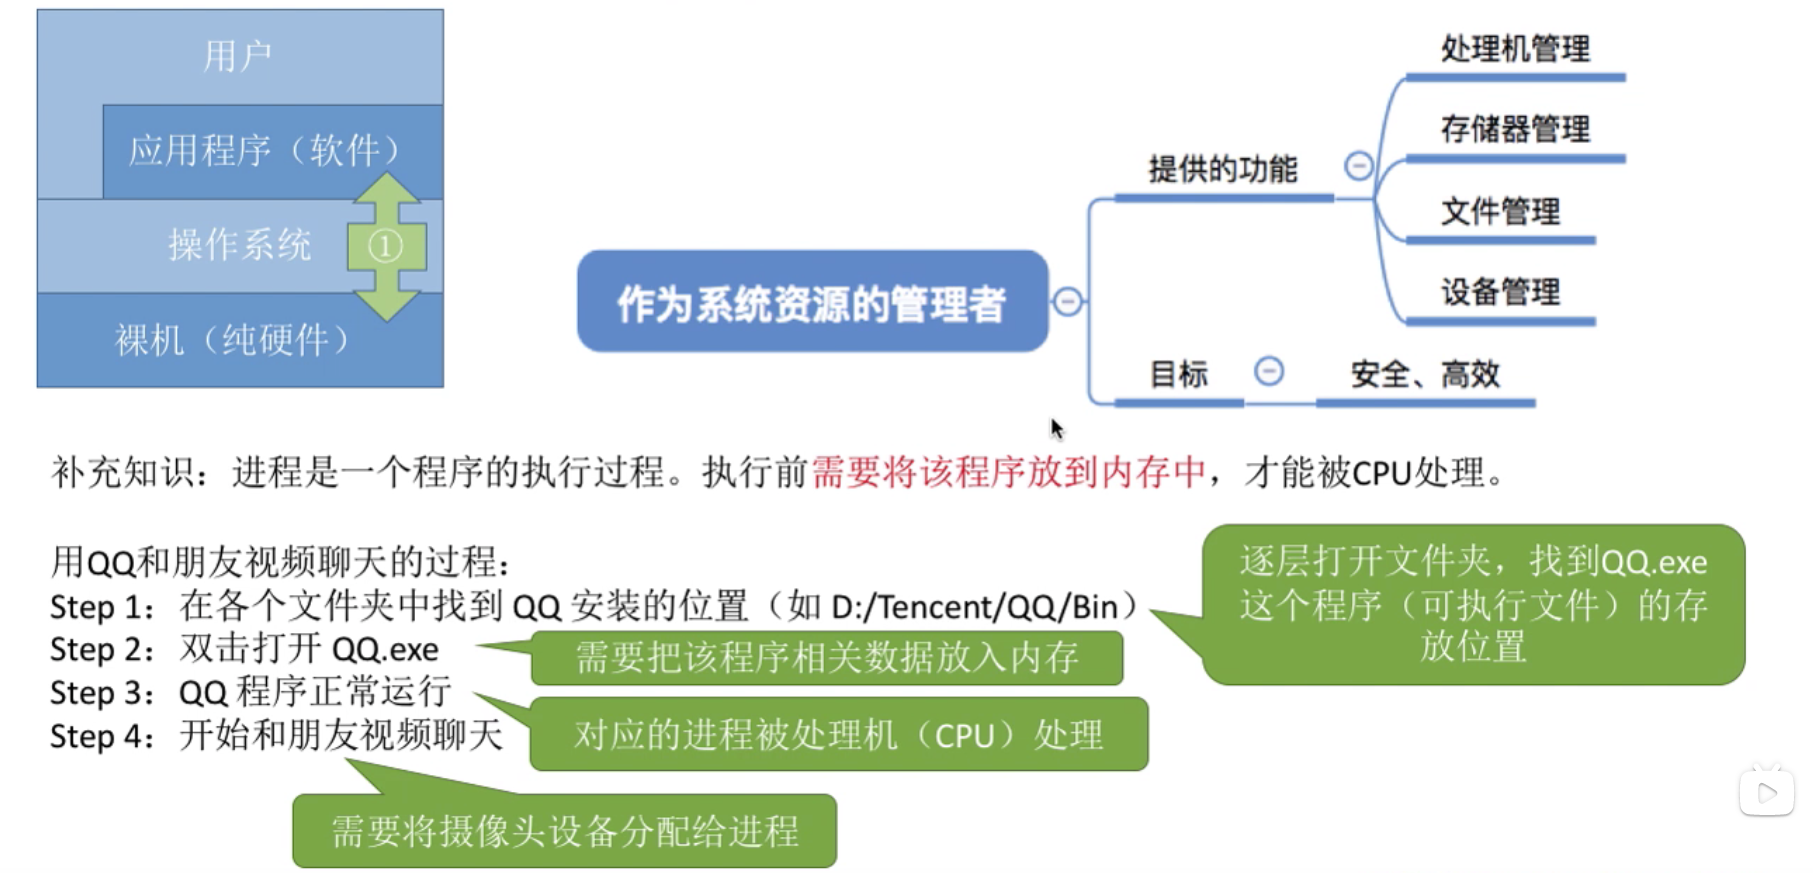 用户
应用程序（软件）
操作系统
①
裸机（纯硬件）
作为系统资源的管理者
提供的功能
处理机管理
存储器管理
文件管理
设备管理
目标
安全、高效
补充知识：进程是一个程序的执行过程。执行前需要将该程序放到内存中，才能被CPU处理。
用QQ和朋友视频聊天的过程：
Step 1：在各个文件夹中找到 QQ 安装的位置（如 D:/Tencent/QQ/Bin）
逐层打开文件夹，找到QQ.exe
这个程序（可执行文件）的存
放位置
Step 2：双击打开 QQ.exe
需要把该程序相关数据放入内存
Step 3：QQ 程序正常运行
对应的进程被处理机（CPU）处理
Step 4：开始和朋友视频聊天
需要将摄像头设备分配给进程